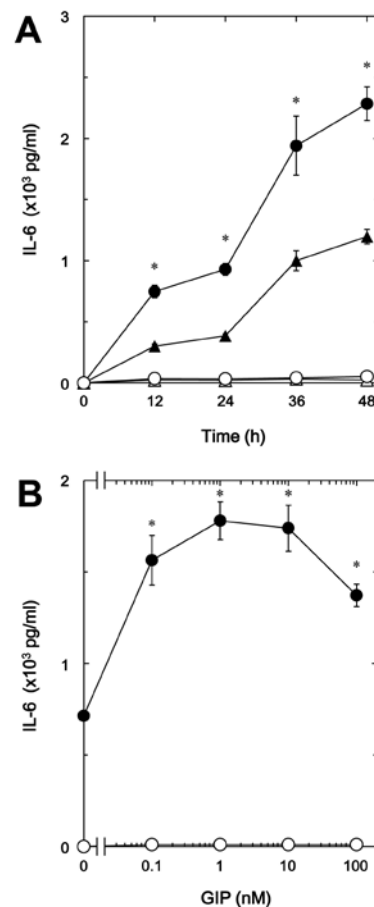 A
3
*
*
2
IL-6 (x10³ pg/ml)
1
*
*
0
0 12 24 36 48
Time (h)
B
2
*
*
*
*
IL-6 (x10³ pg/ml)
1
0
0 0.1 1 10 100
GIP (nM)